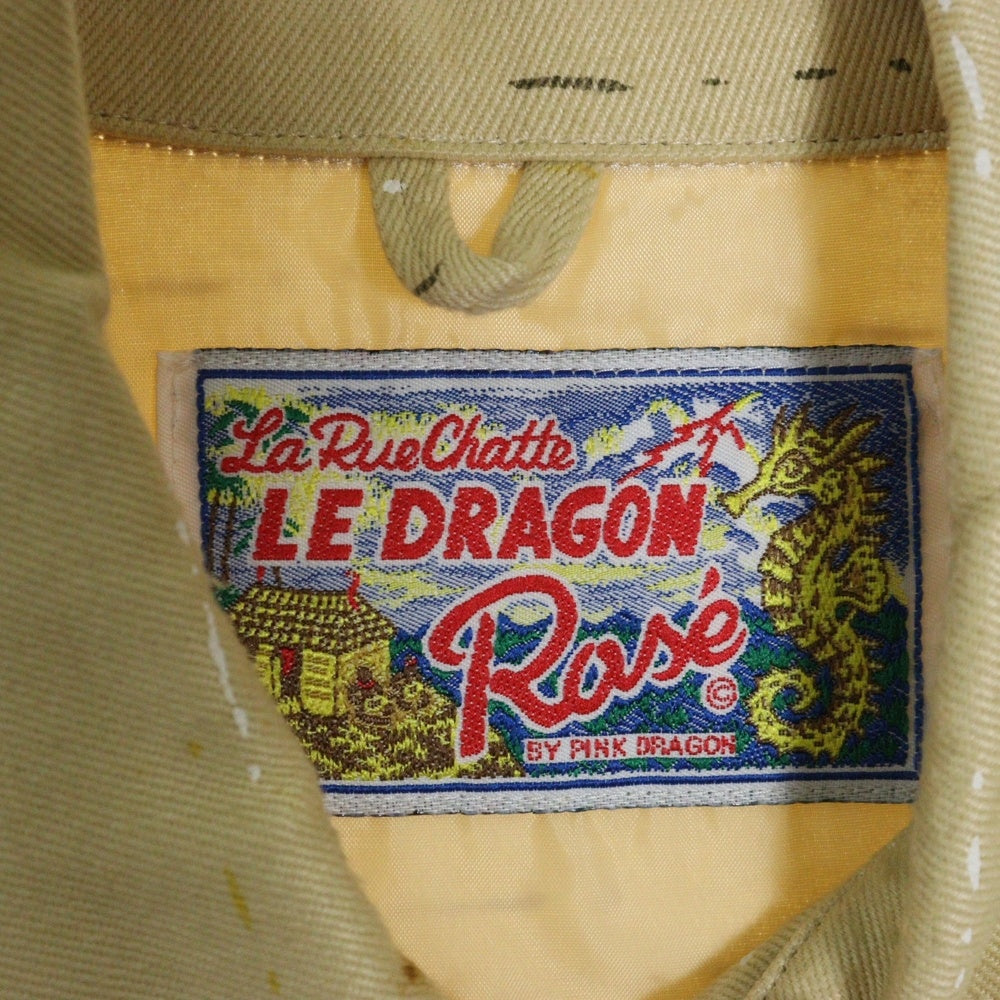 La Rue Chatte
LE DRAGON
Rosé
©
BY PINK DRAGON